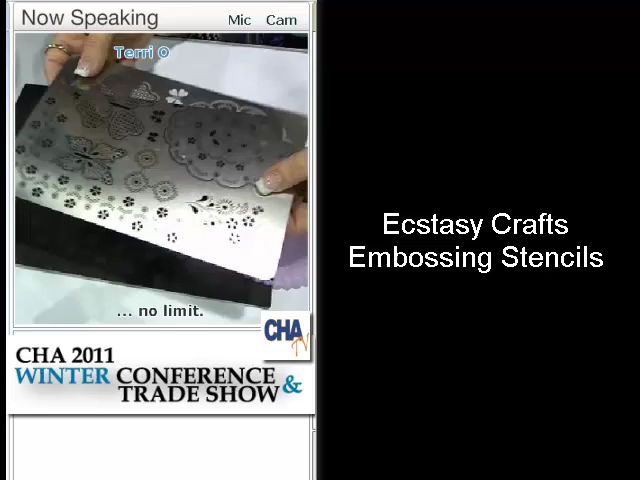 Now Speaking
Mic Cam
Terri O
... no limit.
CHA
TV
CHA 2011
WINTER CONFERENCE
& TRADE SHOW
Ecstasy Crafts
Embossing Stencils